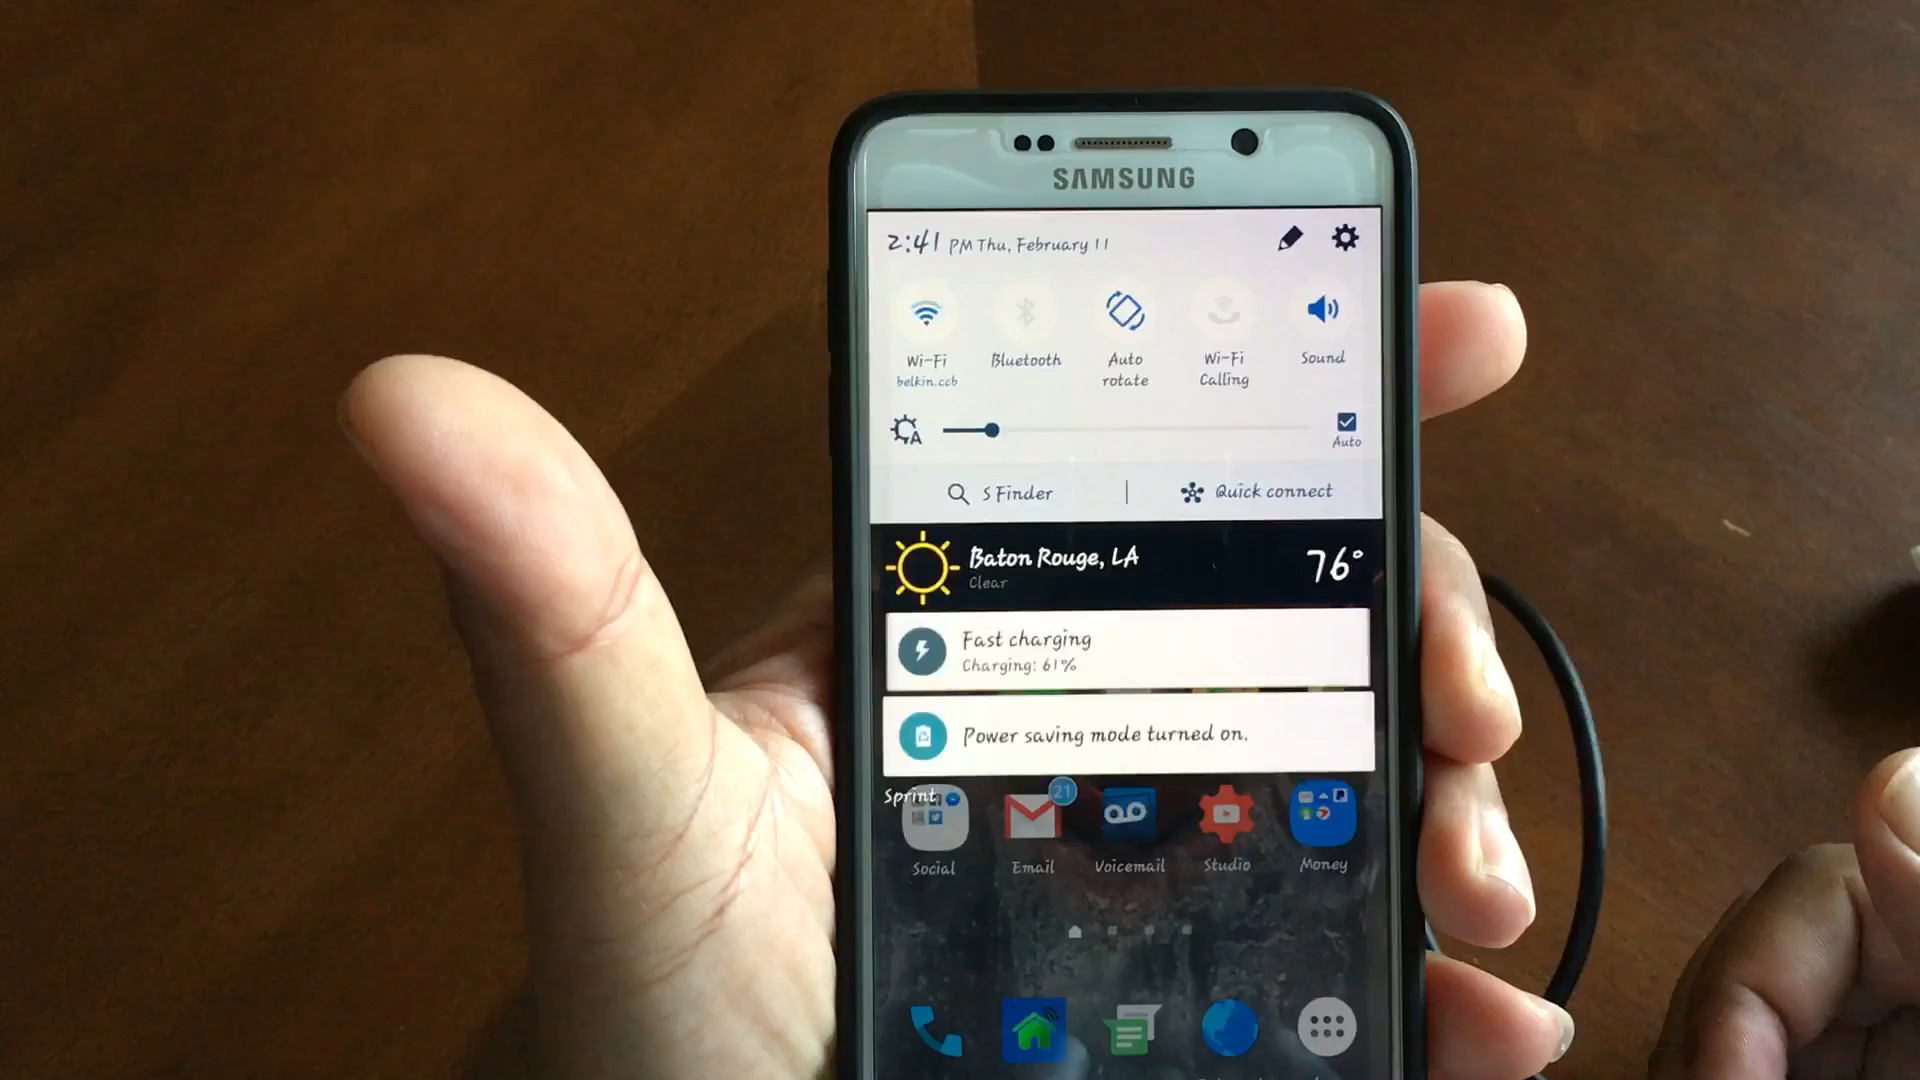 SAMSUNG
2:41 PM Thu, February 11
Wi-Fi
belkin.ccb
Bluetooth
Auto
rotate
Wi-Fi
Calling
Sound
A
Auto
S Finder | Quick connect
Baton Rouge, LA
Clear
76°
Fast charging
Charging: 61%
Power saving mode turned on.
Sprint
21
Social
Email
Voicemail
Studio
Money